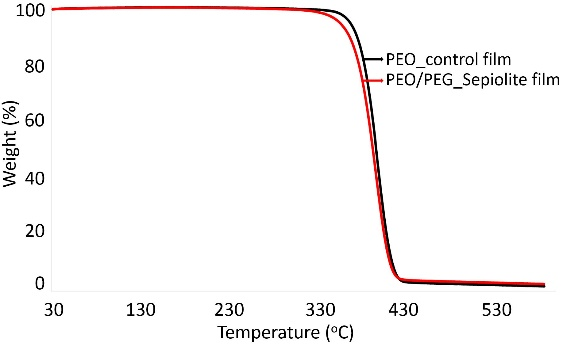 100
80
60
40
20
0
Weight (%)
PEO_control film
PEO/PEG_Sepiolite film
30 130 230 330 430 530
Temperature (°C)